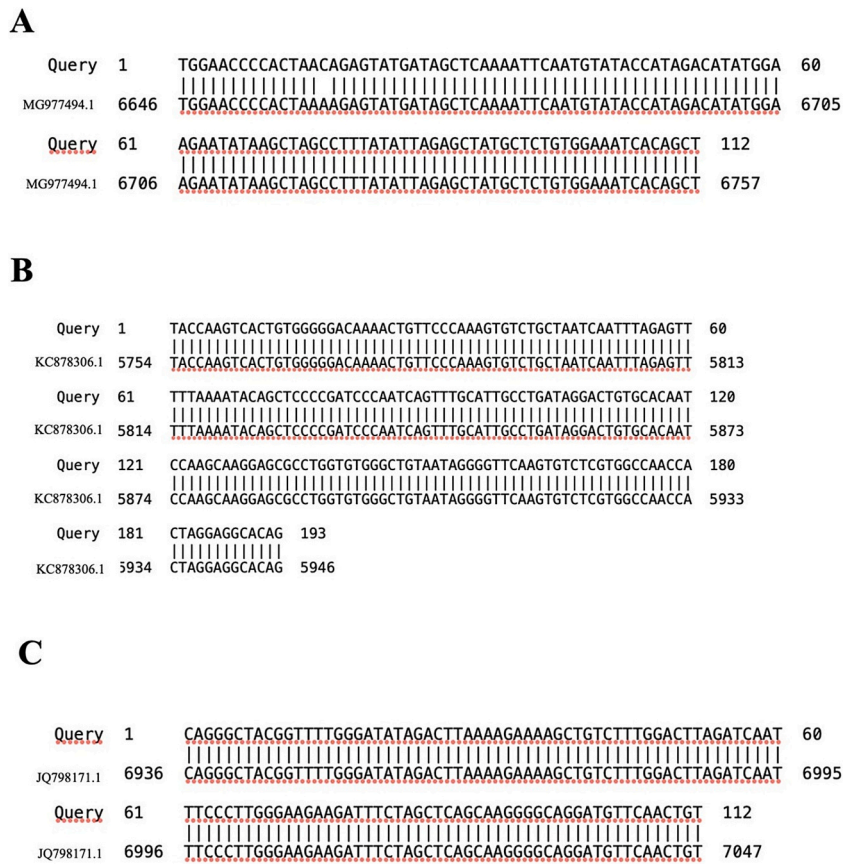 A
Query 1 TGGAACCCCACTAACAGAGTATGATAGCTCAAAATTCAATGTATACCATAGACATATGGA 60
MG977494.1 6646 TGGAACCCCACTAAAAGAGTATGATAGCTCAAAATTCAATGTATACCATAGACATATGGA 6705
Query 61 AGAATATAAGCTAGCCTTTATATTAGAGCTATGCTCTGTGGAAATCACAGCT 112
MG977494.1 6706 AGAATATAAGCTAGCCTTTATATTAGAGCTATGCTCTGTGGAAATCACAGCT 6757
B
Query 1 TACCAAGTCACTGTGGGGGACAAAACTGTTCCCAAAGTGTCTGCTAATCAATTTAGAGTT 60
KC878306.1 5754 TACCAAGTCACTGTGGGGGACAAAACTGTTCCCAAAGTGTCTGCTAATCAATTTAGAGTT 5813
Query 61 TTTAAAATACAGCTCCCCGATCCCAATCAGTTTGCATTGCCTGATAGGACTGTGCACAAT 120
KC878306.1 5814 TTTAAAATACAGCTCCCCGATCCCAATCAGTTTGCATTGCCTGATAGGACTGTGCACAAT 5873
Query 121 CCAAGCAAGGAGCGCCTGGTGTGGGCTGTAATAGGGGTTCAAGTGTCTCGTGGCCAACCA 180
KC878306.1 5874 CCAAGCAAGGAGCGCCTGGTGTGGGCTGTAATAGGGGTTCAAGTGTCTCGTGGCCAACCA 5933
Query 181 CTAGGAGGCACAG 193
KC878306.1 5934 CTAGGAGGCACAG 5946
C
Query 1 CAGGGCTACGGTTTTGGGATATAGACTTAAAAGAAAAGCTGTCTTTGGACTTAGATCAAT 60
JQ798171.1 6936 CAGGGCTACGGTTTTGGGATATAGACTTAAAAGAAAAGCTGTCTTTGGACTTAGATCAAT 6995
Query 61 TTCCCTTGGGAAGAAGATTTCTAGCTCAGCAAGGGGCAGGATGTTCAACTGT 112
JQ798171.1 6996 TTCCCTTGGGAAGAAGATTTCTAGCTCAGCAAGGGGCAGGATGTTCAACTGT 7047